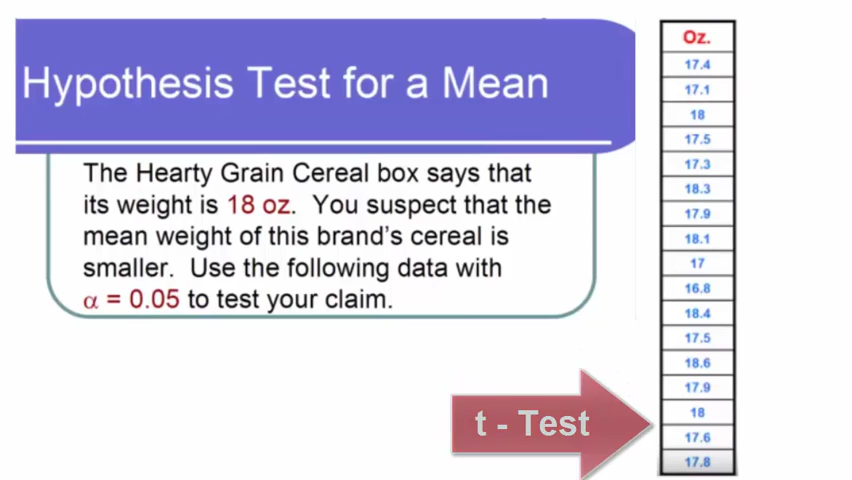 Hypothesis Test for a Mean
The Hearty Grain Cereal box says that
its weight is 18 oz. You suspect that the
mean weight of this brand's cereal is
smaller. Use the following data with
α = 0.05 to test your claim.
t - Test
Oz.
17.4
17.1
18
17.5
17.3
18.3
17.9
18.1
17
16.8
18.4
17.5
18.6
17.9
18
17.6
17.8